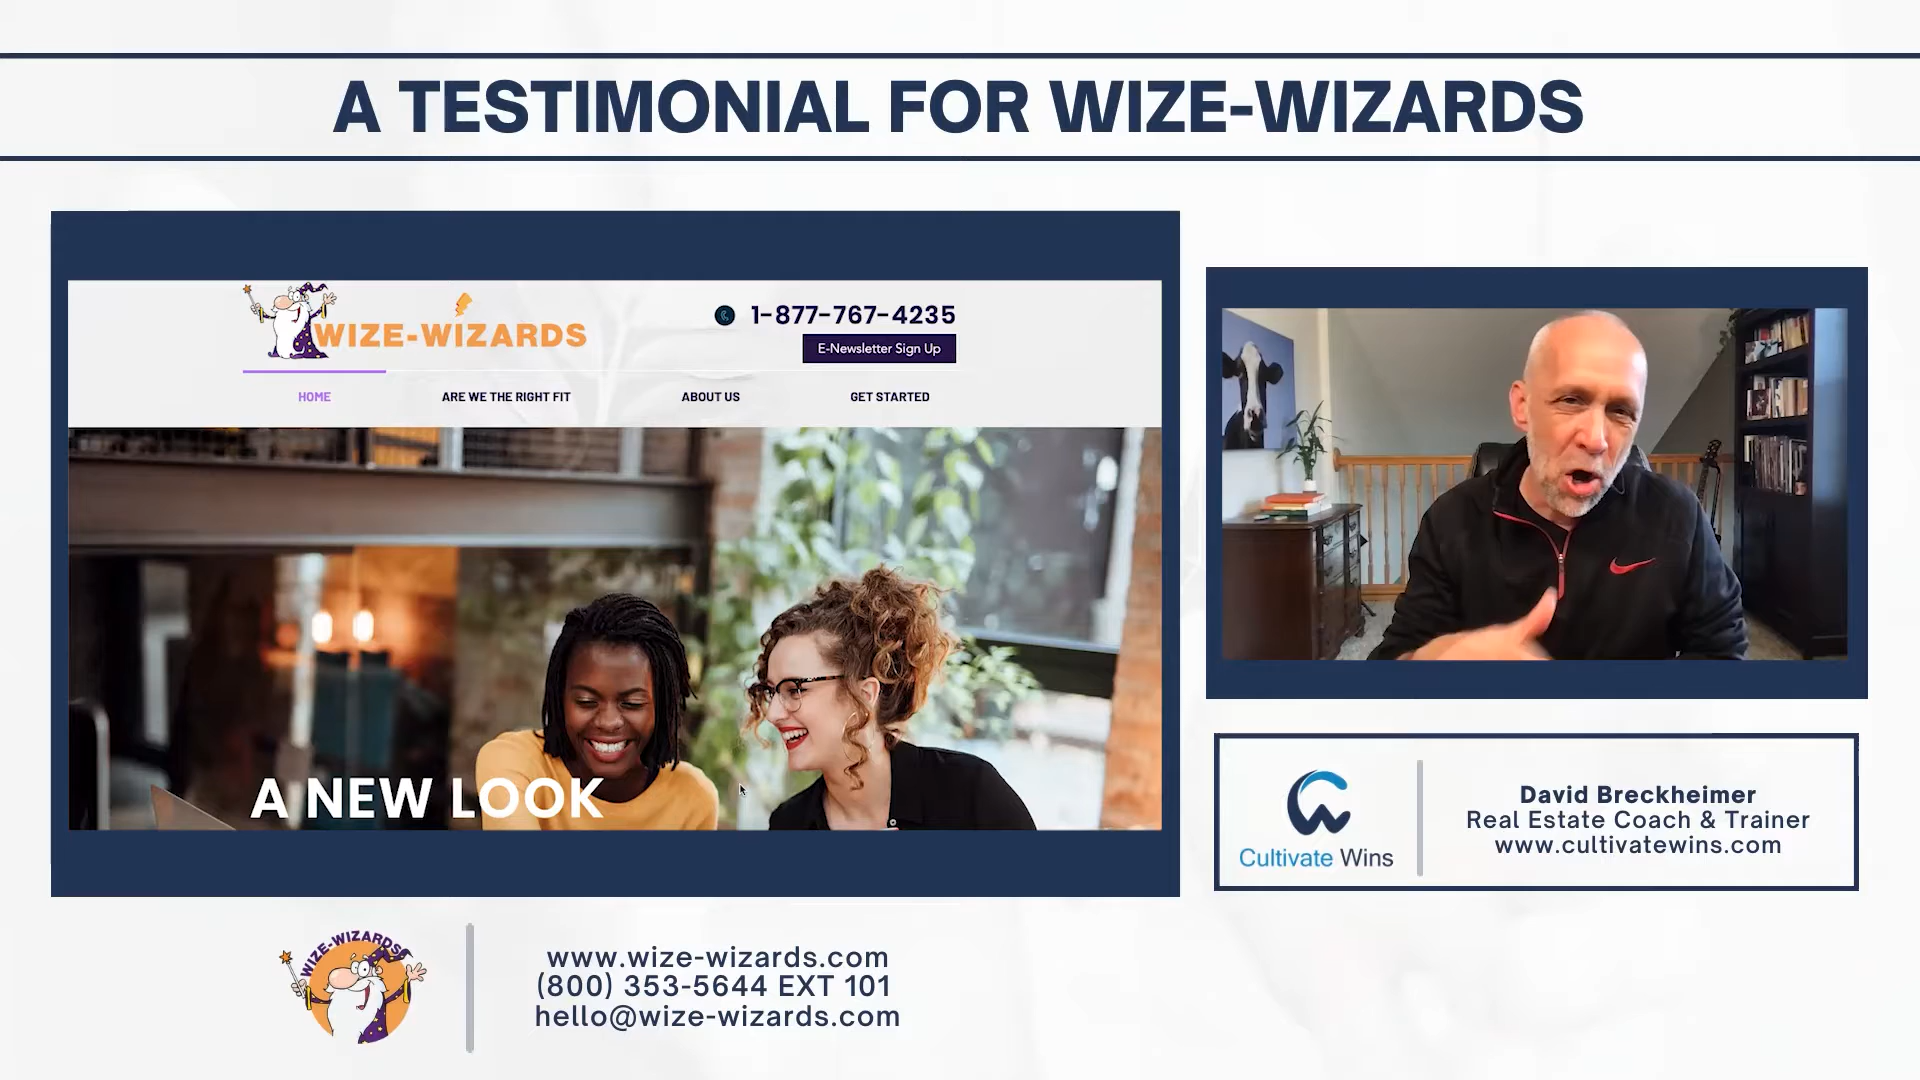 A TESTIMONIAL FOR WIZE-WIZARDS
WIZE-WIZARDS
1-877-767-4235
E-Newsletter Sign Up
HOME
ARE WE THE RIGHT FIT
ABOUT US
GET STARTED
A NEW LOOK
Cultivate Wins
David Breckheimer
Real Estate Coach & Trainer
www.cultivatewins.com
WIZE-WIZARDS
www.wize-wizards.com
(800) 353-5644 EXT 101
hello@wize-wizards.com